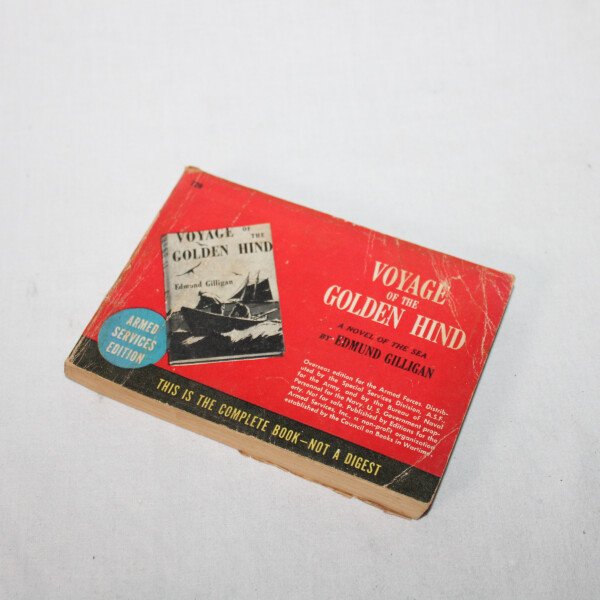 728
VOYAGE
OF THE
GOLDEN HIND
Edmund Gilligan
ARMED
SERVICES
EDITION
VOYAGE
OF THE
GOLDEN HIND
A NOVEL OF THE SEA
BY EDMUND GILLIGAN
Overseas edition for the Armed Forces. Distrib-
uted by the Special Services Division, A.S.F.,
for the Army, and by the Bureau of Naval
Personnel for the Navy. U. S. Government prop-
erty. Not for sale. Published by Editions for the
Armed Services, Inc., a non-profit organization
established by the Council on Books in Wartime.
THIS IS THE COMPLETE BOOK—NOT A DIGEST